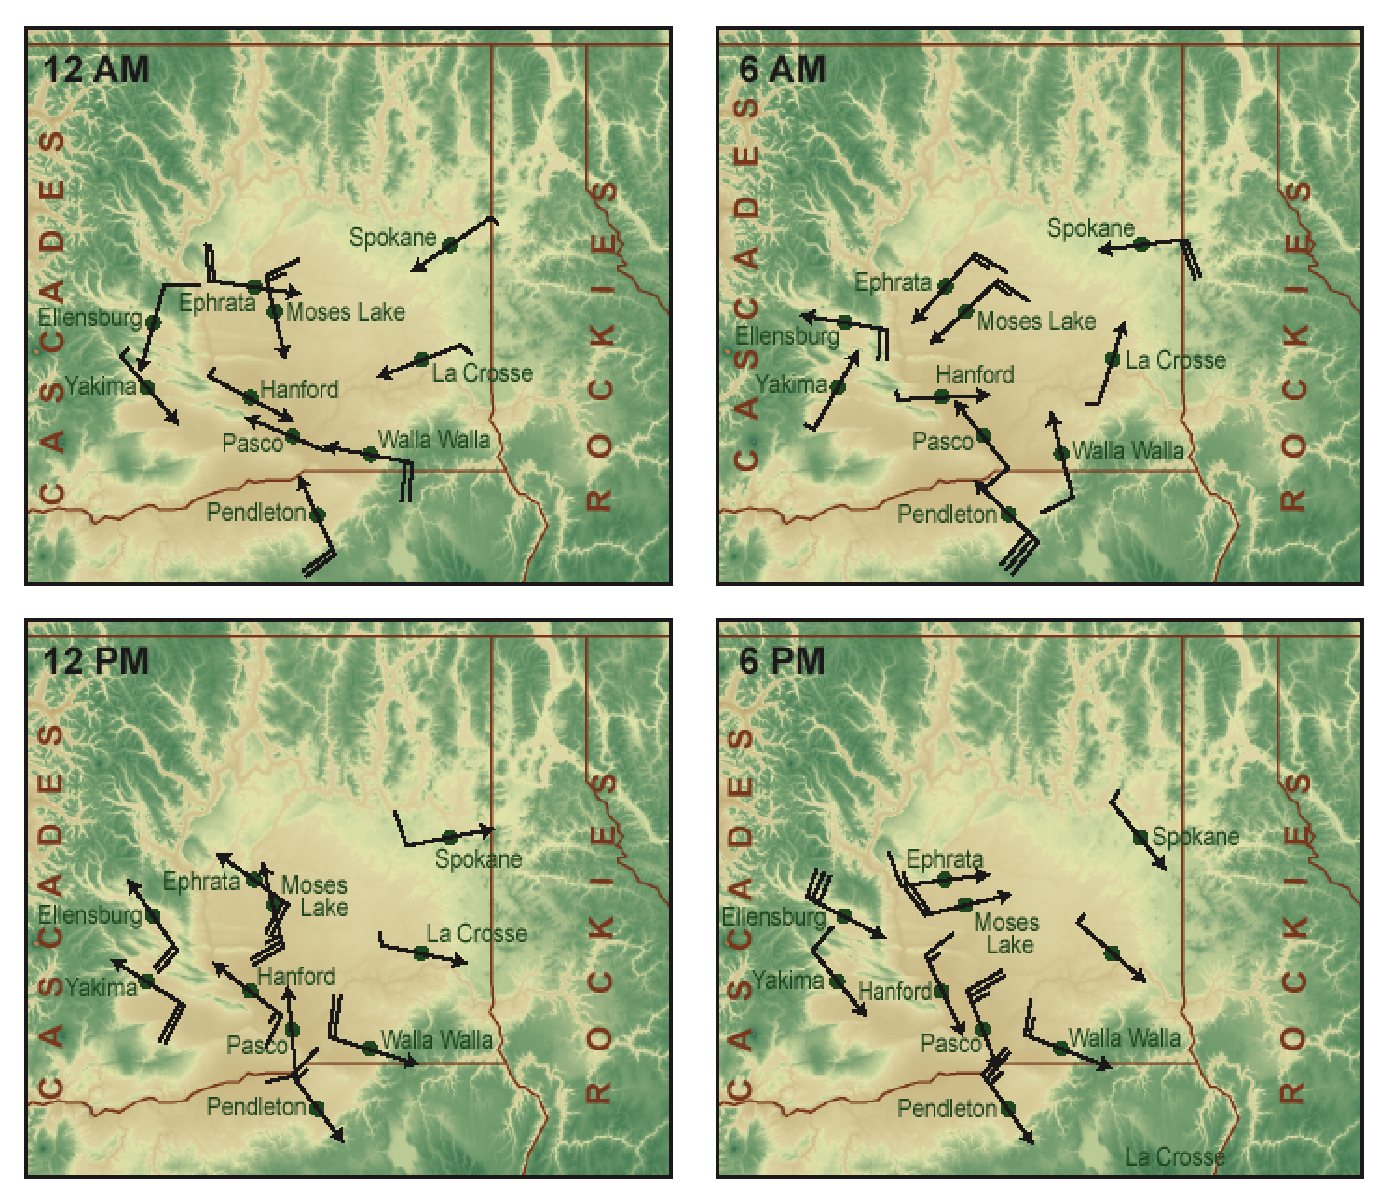 12 AM
CASCADES
ROCKIES
Spokane
Ephrata
Moses Lake
Ellensburg
La Crosse
Yakima
Hanford
Pasco
Walla Walla
Pendleton
6 AM
CASCADES
ROCKIES
Spokane
Ephrata
Moses Lake
Ellensburg
La Crosse
Yakima
Hanford
Pasco
Walla Walla
Pendleton
12 PM
CASCADES
ROCKIES
Spokane
Ephrata
Moses
Lake
Ellensburg
La Crosse
Yakima
Hanford
Pasco
Walla Walla
Pendleton
6 PM
CASCADES
ROCKIES
Spokane
Ephrata
Ellensburg
Moses
Lake
Yakima
Hanford
Pasco
Walla Walla
Pendleton
La Crosse